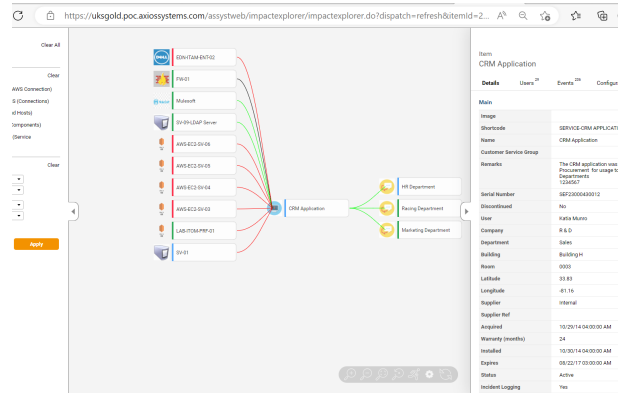 https://uksgold.poc.axiossystems.com/assystweb/impactexplorer/impactexplorer.do?dispatch=refresh&itemId=2...
Clear All
Clear
AWS Connection)
S (Connections)
d Hosts)
omponents)
(Service
Clear
Apply
EDN-ITAM-ENT-02
FW-01
Mulesoft
SV-09-LDAP Server
AWS-EC2-SV-06
AWS-EC2-SV-05
AWS-EC2-SV-04
AWS-EC2-SV-03
LAB-ITCM-PRF-01
SV-01
CRM Application
HR Department
Racing Department
Marketing Department
Item
CRM Application
Details Users Events Configur
Main
Image
Shortcode SERVICE-CRM APPLICATI
Name CRM Application
Customer Service Group
Remarks The CRM application was
Procurement for usage to
Departments
1234567
Serial Number SEF23000430012
Discontinued No
User Katia Munro
Company R & D
Department Sales
Building Building H
Room 0003
Latitude 33.83
Longitude -81.16
Supplier Internal
Supplier Ref
Acquired 10/29/14 04:00:00 AM
Warranty (months) 24
Installed 10/30/14 04:00:00 AM
Expires 08/22/17 03:00:00 AM
Status Active
Incident Logging Yes